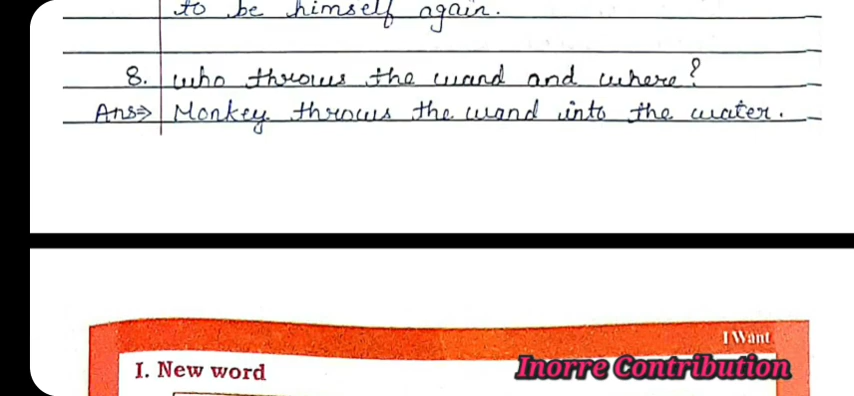 to be himself again.
8. who throws the wand and where?
Ans⇒ Monkey throws the wand into the water.
I Want
I. New word
Inorre Contribution